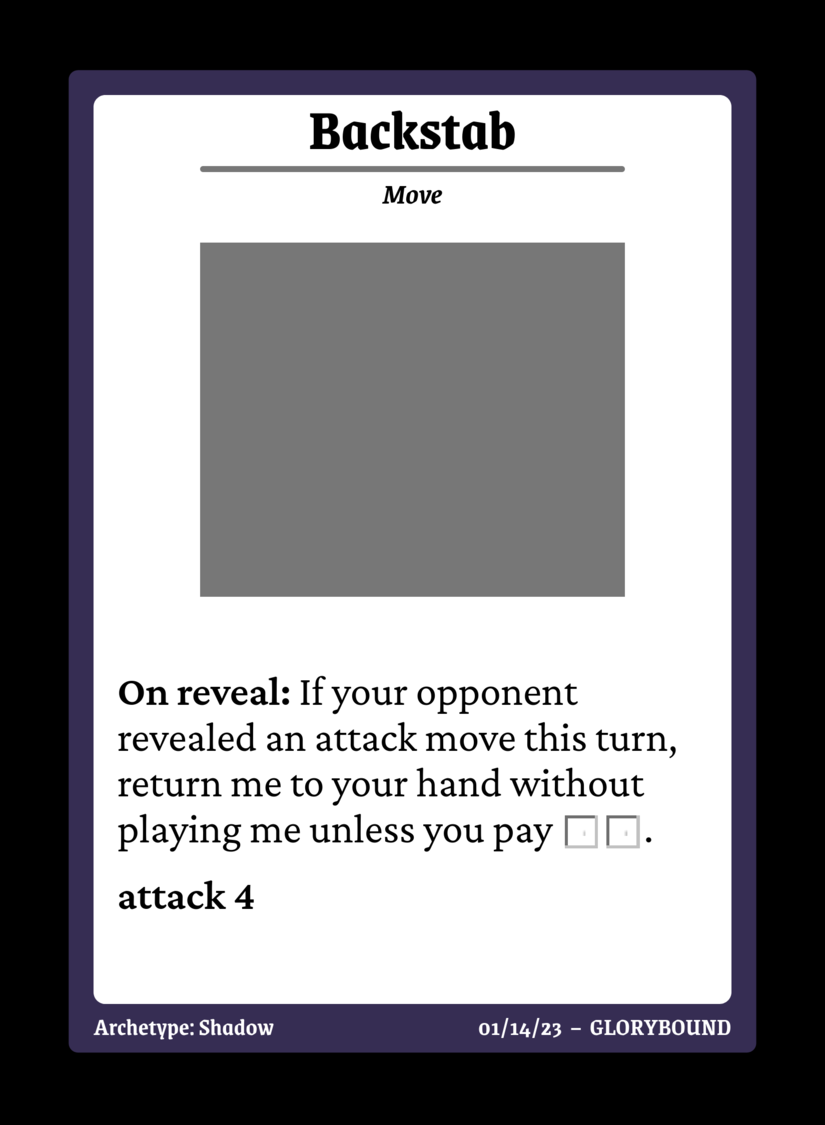 Backstab
Move
On reveal: If your opponent
revealed an attack move this turn,
return me to your hand without
playing me unless you pay .
attack 4
Archetype: Shadow
01/14/23 – GLORYBOUND